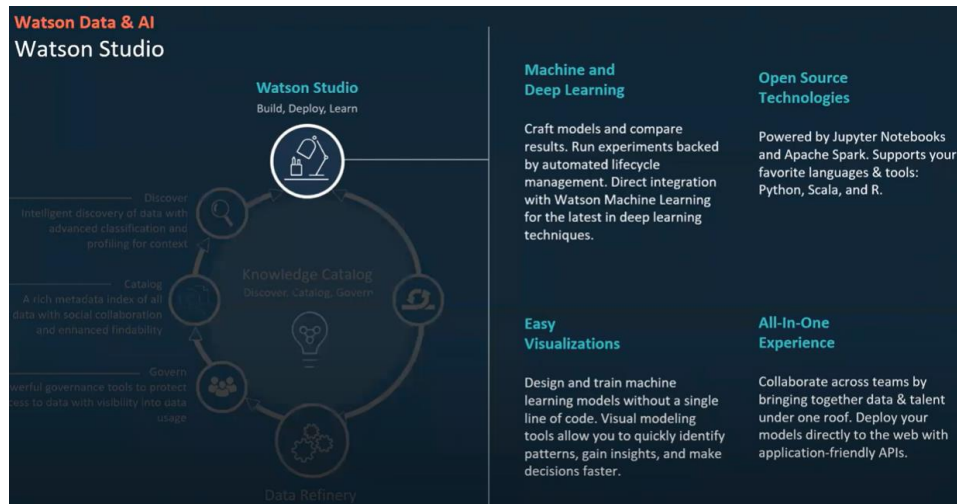 Watson Data & AI
Watson Studio
Watson Studio
Build, Deploy, Learn
Discover
Intelligent discovery of data with
advanced classification and
profiling for context
Catalog
A rich metadata index of all
data with social collaboration
and enhanced findability
Govern
werful governance tools to protect
cess to data with visibility into data
usage
Knowledge Catalog
Discover, Catalog, Govern
Data Refinery
Machine and
Deep Learning
Craft models and compare
results. Run experiments backed
by automated lifecycle
management. Direct integration
with Watson Machine Learning
for the latest in deep learning
techniques.
Open Source
Technologies
Powered by Jupyter Notebooks
and Apache Spark. Supports your
favorite languages & tools:
Python, Scala, and R.
Easy
Visualizations
Design and train machine
learning models without a single
line of code. Visual modeling
tools allow you to quickly identify
patterns, gain insights, and make
decisions faster.
All-In-One
Experience
Collaborate across teams by
bringing together data & talent
under one roof. Deploy your
models directly to the web with
application-friendly APIs.